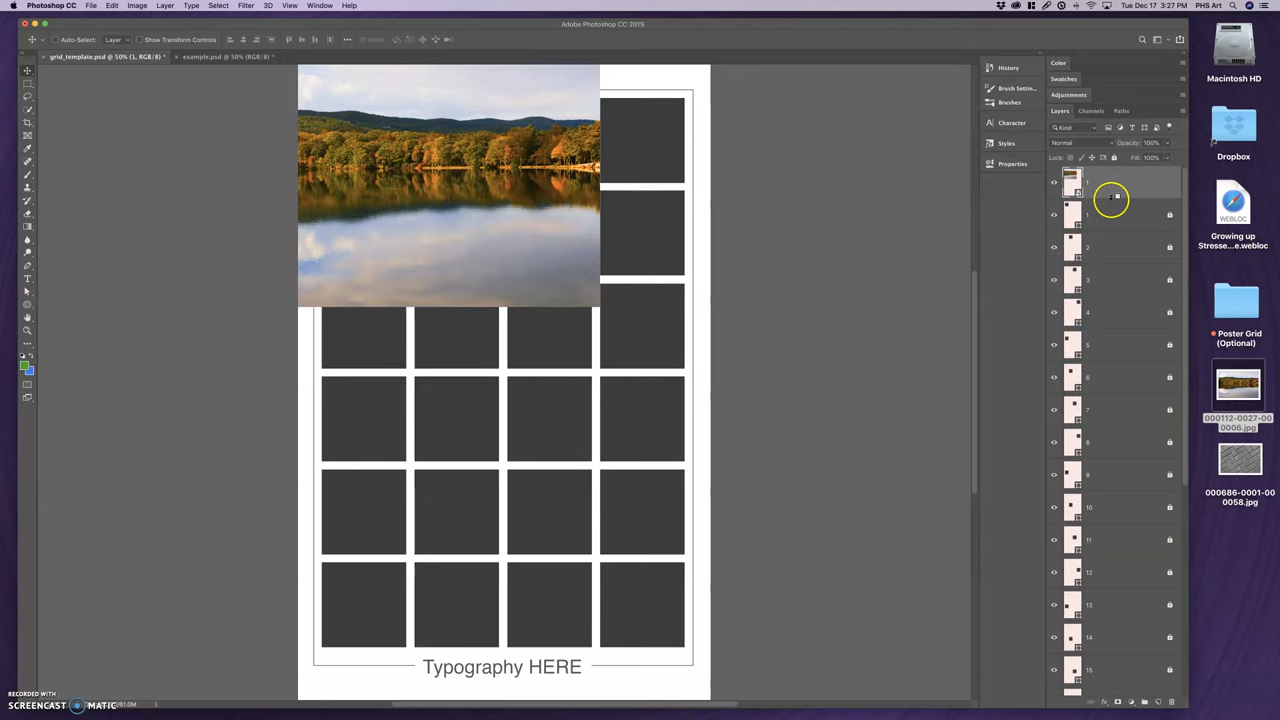 Photoshop CC File Edit Image Layer Type Select Filter 3D View Window Help Tue Dec 17 3:27 PM PHS Art
Adobe Photoshop CC 2019
Auto-Select: Layer Show Transform Controls 3D Mode:
grid_template.psd @ 50% (1, RGB/8) * example.psd @ 50% (RGB/8) *
History
Brush Settin...
Brushes
Character
Styles
Properties
Color
Swatches
Adjustments
Layers Channels Paths
Kind
Normal Opacity: 100%
Lock: Fill: 100%
1
1
2
3
4
5
6
7
8
9
10
11
12
13
14
15
Typography HERE
Macintosh HD
Dropbox
WEBLOC
Growing up
Stresse...e.webloc
Poster Grid
(Optional)
000112-0027-00
0006.jpg
000686-0001-00
0058.jpg
RECORDED WITH
SCREENCAST MATIC